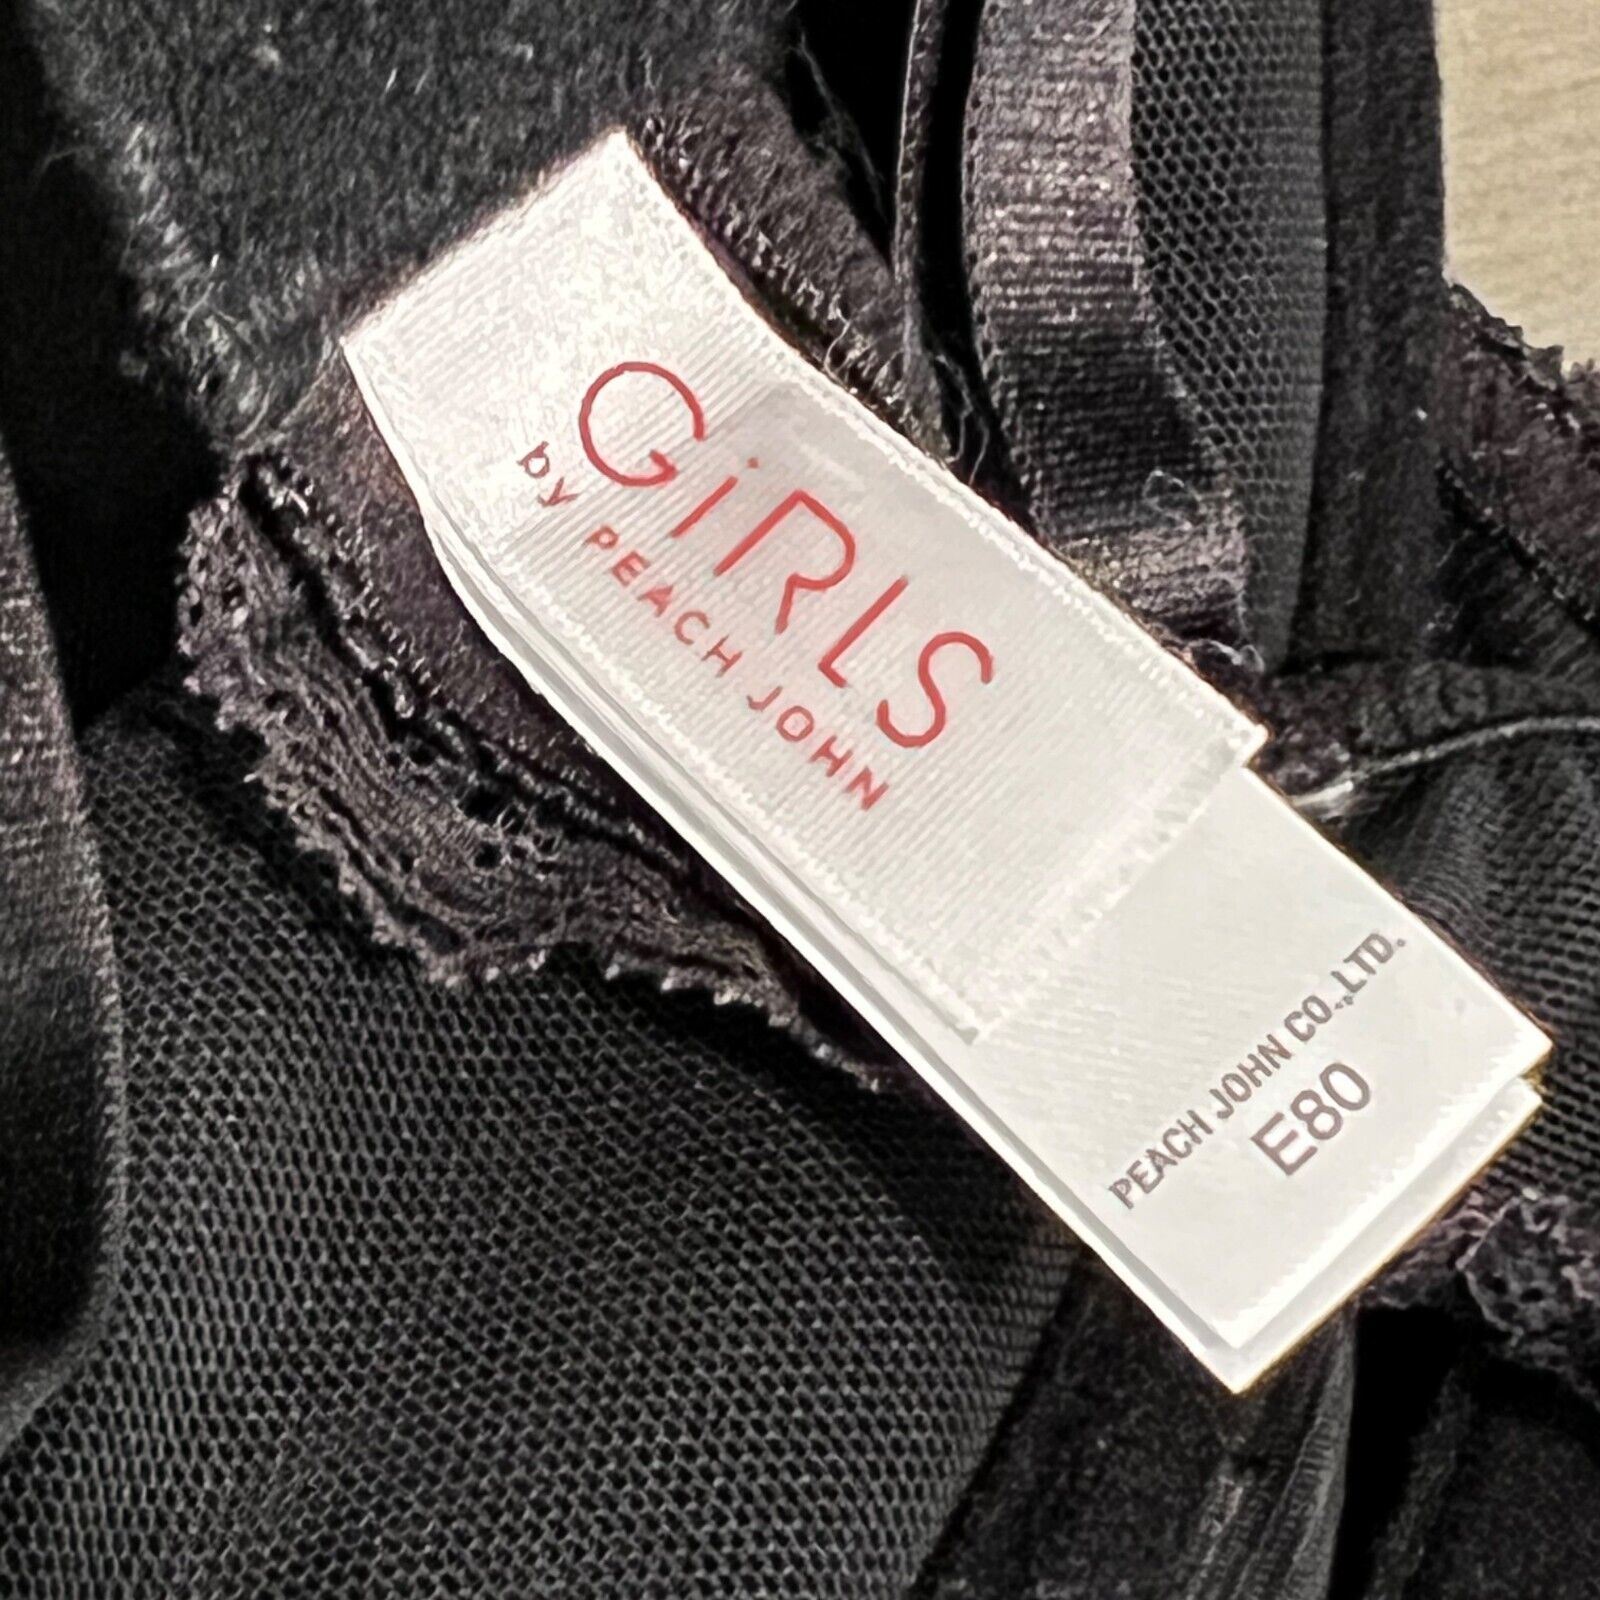 GiRLS
by PEACH JOHN
PEACH JOHN CO.,LTD.
E80